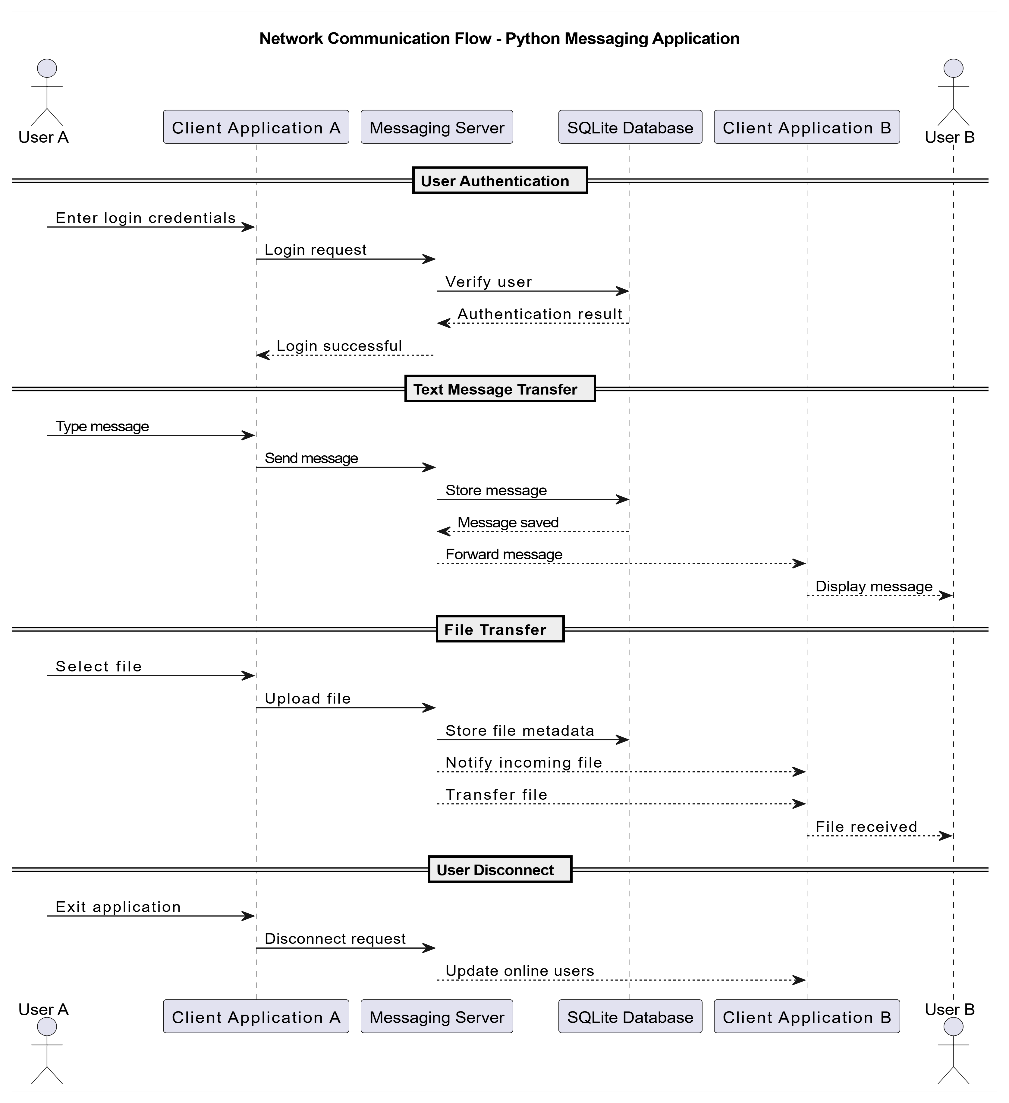 Network Communication Flow - Python Messaging Application
User A
Client Application A
Messaging Server
SQLite Database
Client Application B
User B
User Authentication
Enter login credentials
Login request
Verify user
Authentication result
Login successful
Text Message Transfer
Type message
Send message
Store message
Message saved
Forward message
Display message
File Transfer
Select file
Upload file
Store file metadata
Notify incoming file
Transfer file
File received
User Disconnect
Exit application
Disconnect request
Update online users
User A
Client Application A
Messaging Server
SQLite Database
Client Application B
User B